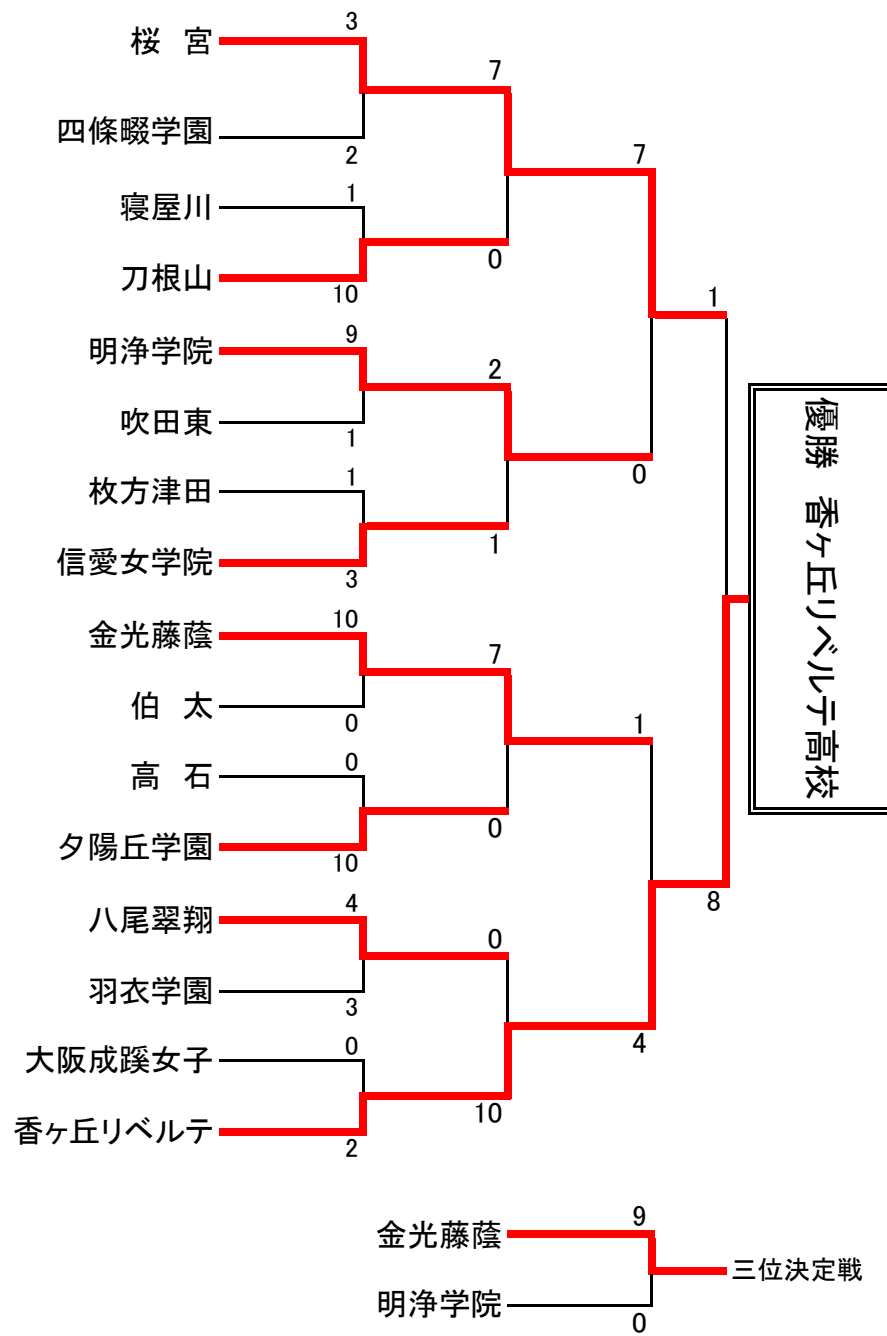 桜 宮
3
7
四條畷学園
2
7
寝屋川
1
刀根山
10
0
1
明浄学院
9
2
吹田東
1
0
枚方津田
1
信愛女学院
3
1
優勝 香ヶ丘リベルテ高校
金光藤蔭
10
7
伯 太
0
1
高 石
0
夕陽丘学園
10
0
8
八尾翠翔
4
0
羽衣学園
3
4
大阪成蹊女子
0
香ヶ丘リベルテ
2
10
金光藤蔭
9
三位決定戦
明浄学院
0